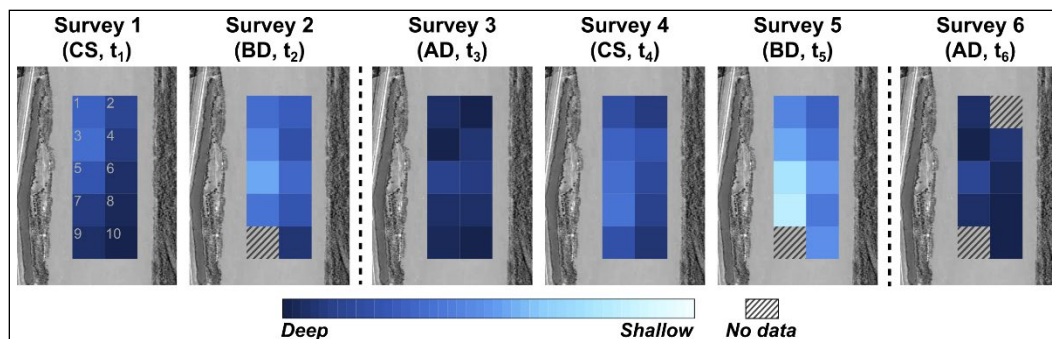 Survey 1 Survey 2 Survey 3 Survey 4 Survey 5 Survey 6
(CS, t₁) (BD, t₂) (AD, t₃) (CS, t₄) (BD, t₅) (AD, t₆)
1 2
3 4
5 6
7 8
9 10
Deep Shallow No data